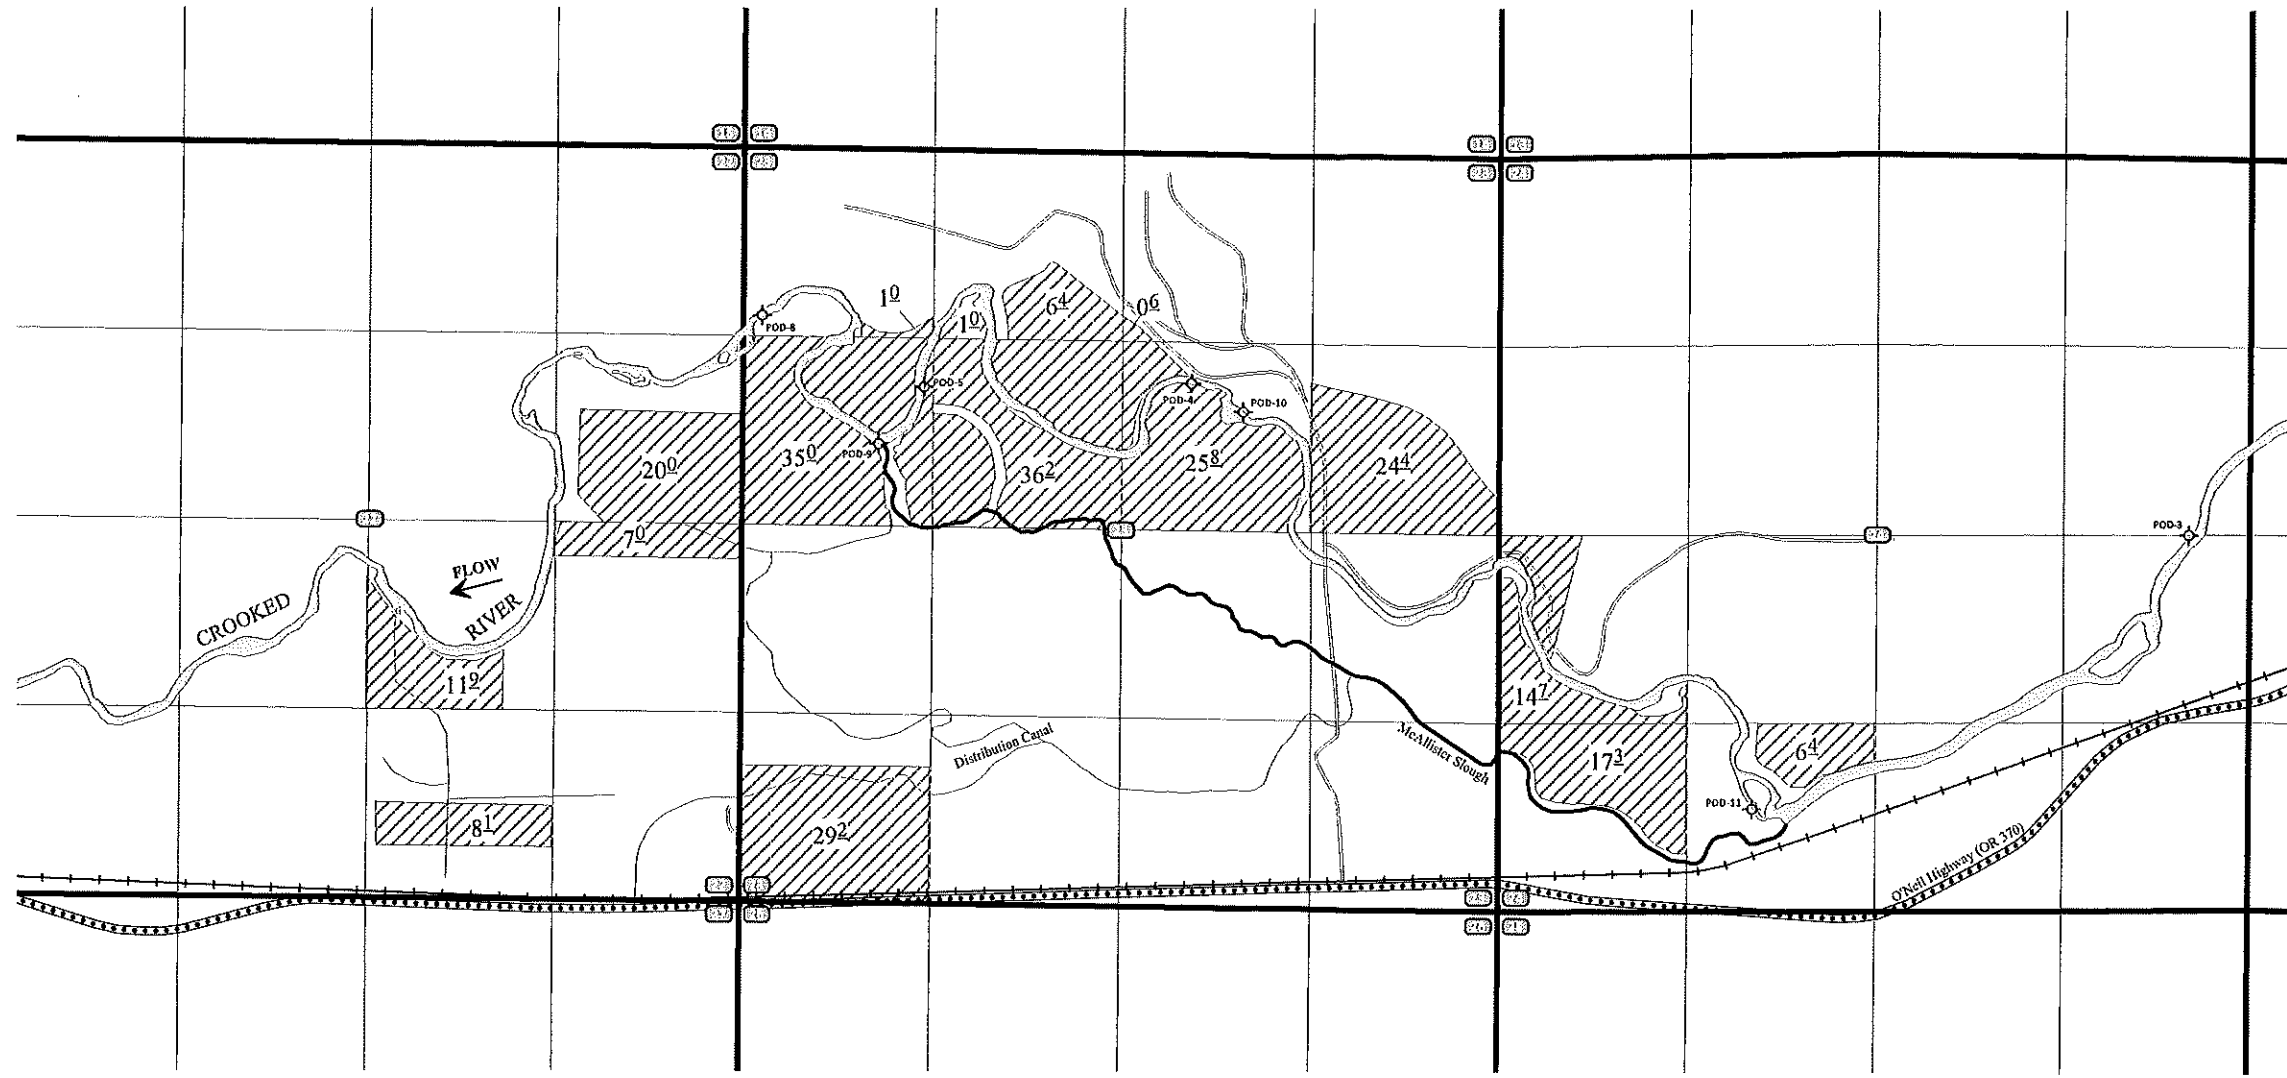 1 0
1 0
6 4
0 6
POD-8
POD-5
POD-4
POD-10
20 0
35 0
POD-9
36 2
25 8
24 4
POD-3
7 0
FLOW
CROOKED
RIVER
11 9
14 7
Distribution Canal
McAllister Slough
17 3
6 4
POD-11
8 1
29 2
O'Neil Highway (OR 370)